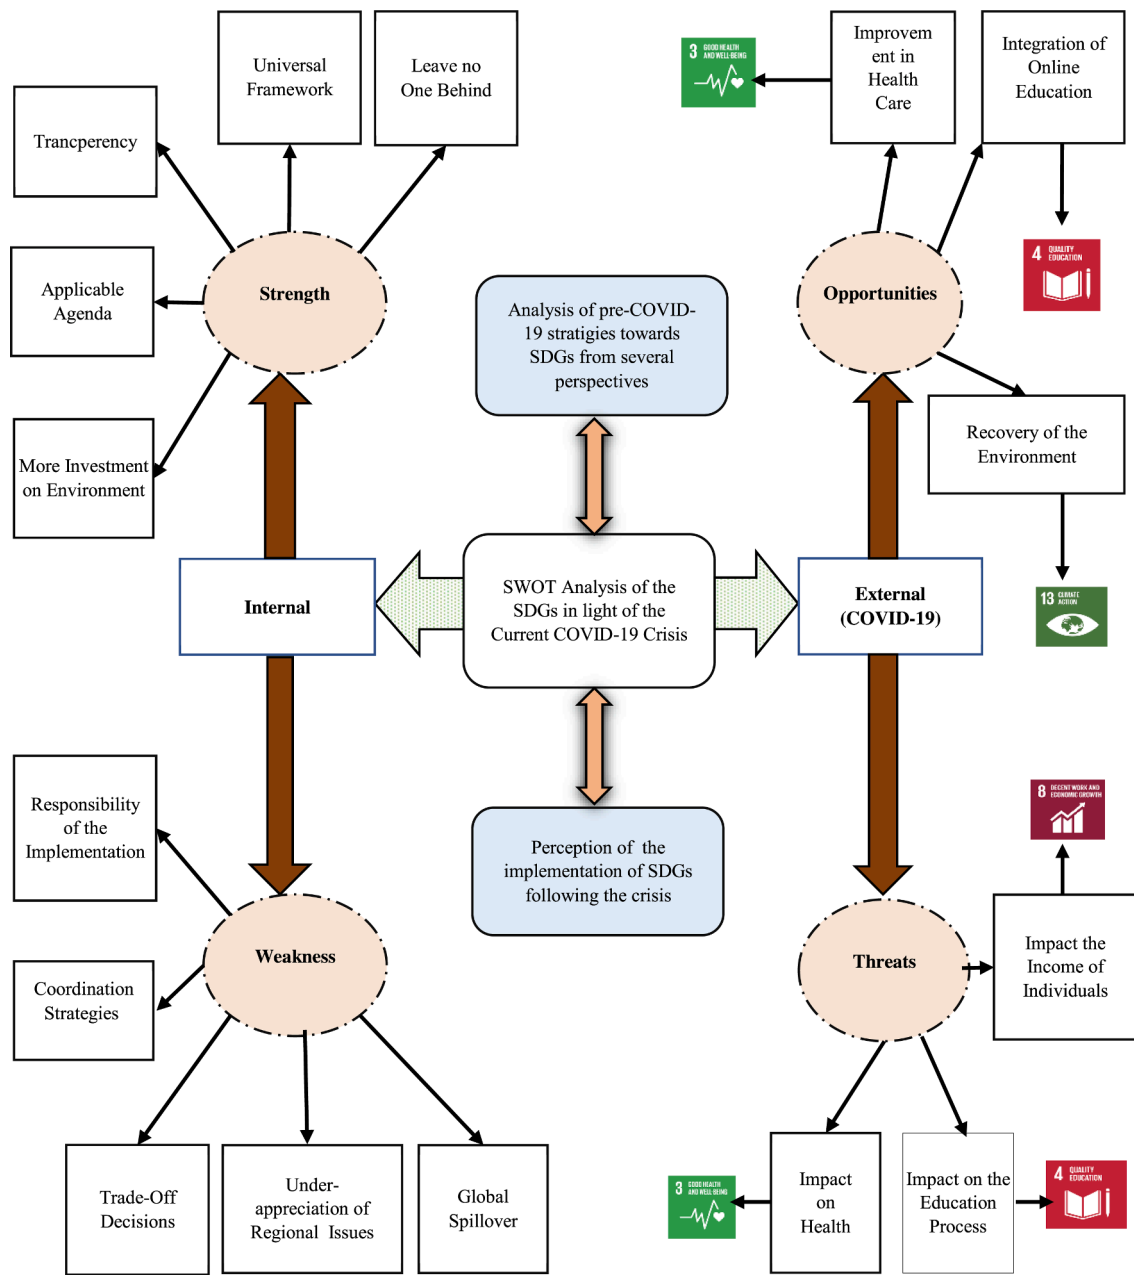 Universal
Framework
Leave no
One Behind
Trancperency
Applicable
Agenda
Strength
More Investment
on Environment
3 GOOD HEALTH
AND WELL-BEING
Improvem
ent in
Health
Care
Integration of
Online
Education
4 QUALITY
EDUCATION
Opportunities
Recovery of the
Environment
13 CLIMATE
ACTION
Analysis of pre-COVID-
19 stratigies towards
SDGs from several
perspectives
Internal
SWOT Analysis of the
SDGs in light of the
Current COVID-19 Crisis
External
(COVID-19)
Perception of the
implementation of SDGs
following the crisis
Responsibility
of the
Implementation
Coordination
Strategies
Weakness
Trade-Off
Decisions
Under-
appreciation of
Regional Issues
Global
Spillover
8 DECENT WORK AND
ECONOMIC GROWTH
Threats
Impact the
Income of
Individuals
3 GOOD HEALTH
AND WELL-BEING
Impact
on
Health
Impact on the
Education
Process
4 QUALITY
EDUCATION